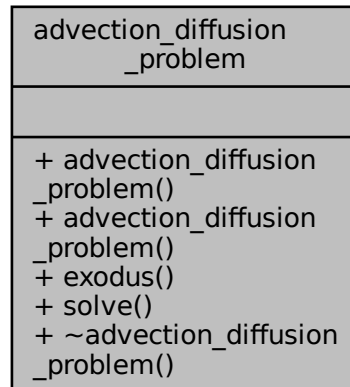 advection_diffusion
_problem
+ advection_diffusion
_problem()
+ advection_diffusion
_problem()
+ exodus()
+ solve()
+ ~advection_diffusion
_problem()